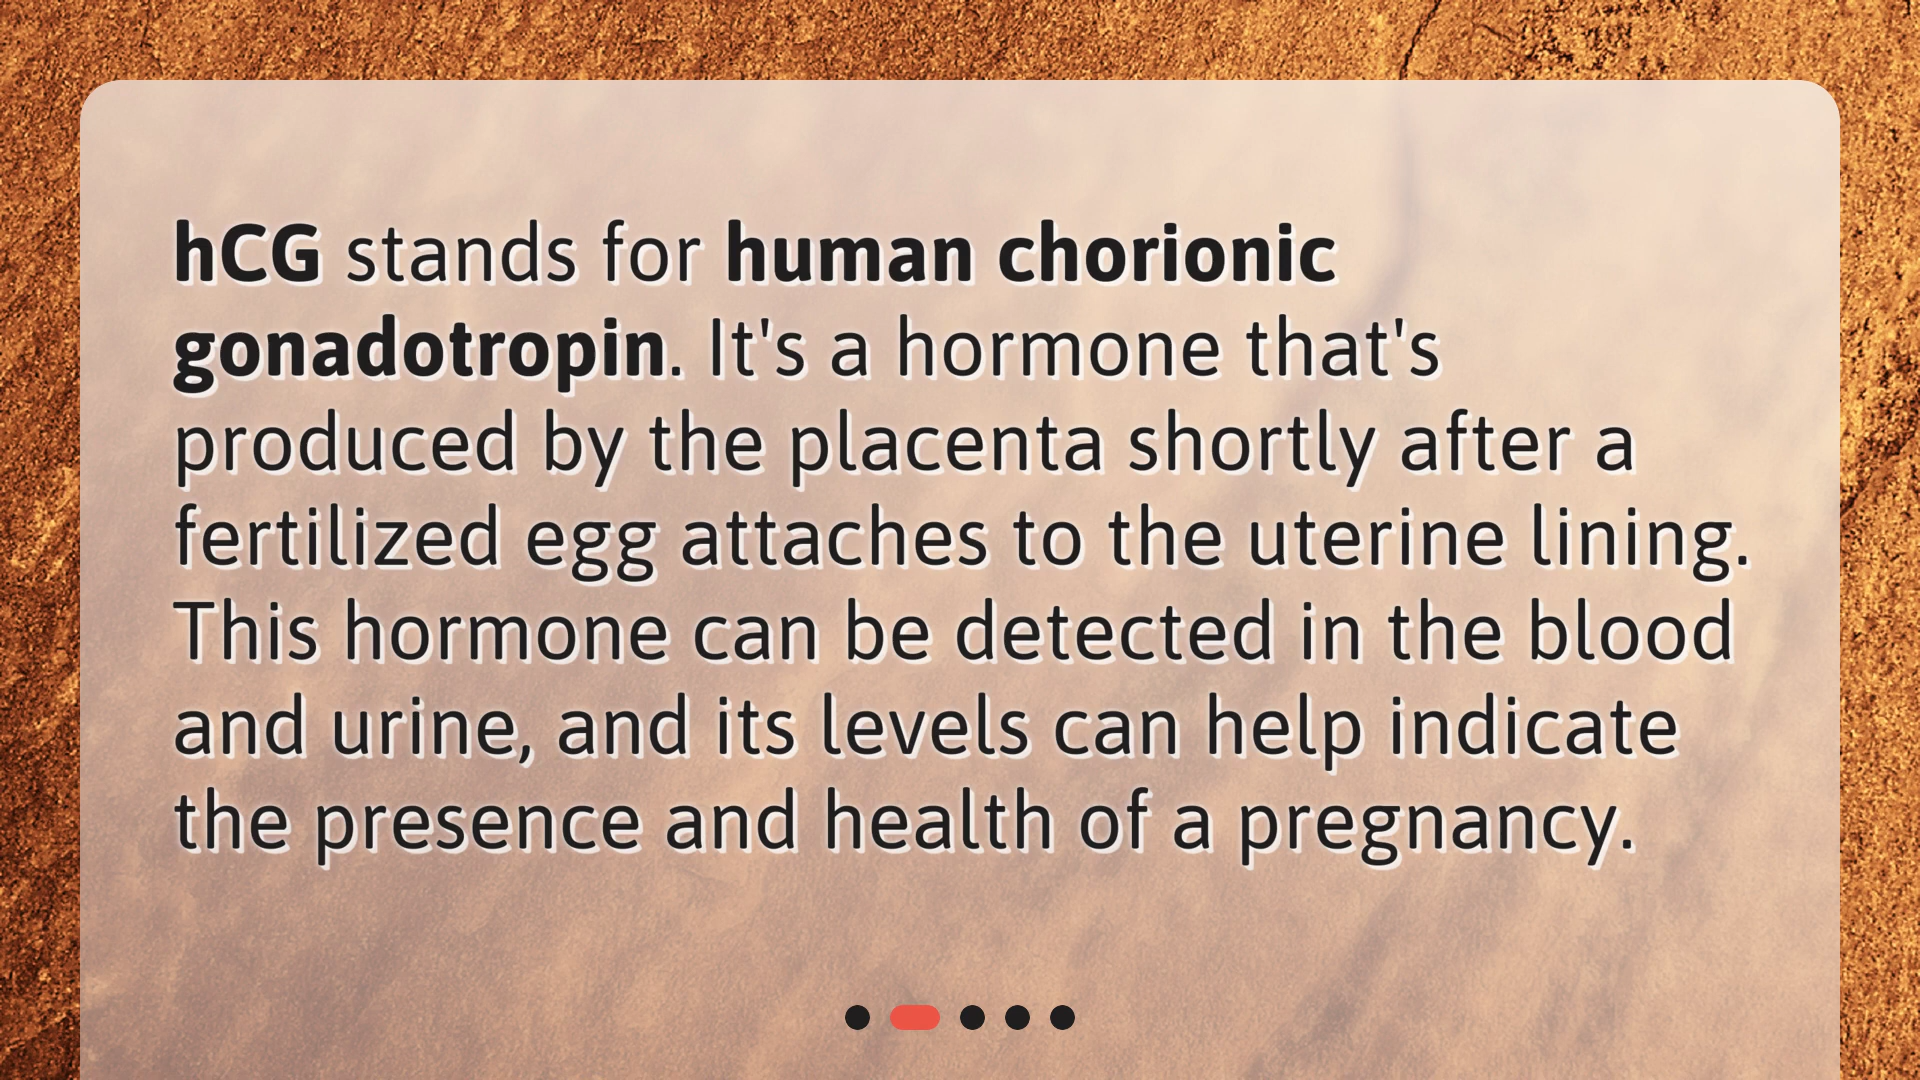 hCG stands for human chorionic
gonadotropin. It's a hormone that's
produced by the placenta shortly after a
fertilized egg attaches to the uterine lining.
This hormone can be detected in the blood
and urine, and its levels can help indicate
the presence and health of a pregnancy.